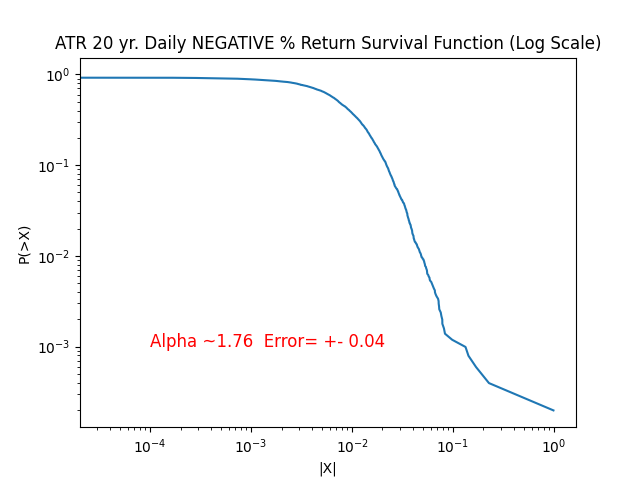 ATR 20 yr. Daily NEGATIVE % Return Survival Function (Log Scale)
10⁰
10⁻¹
P(>X)
10⁻²
Alpha ~1.76  Error= +- 0.04
10⁻³
10⁻⁴ 10⁻³ 10⁻² 10⁻¹ 10⁰
|X|